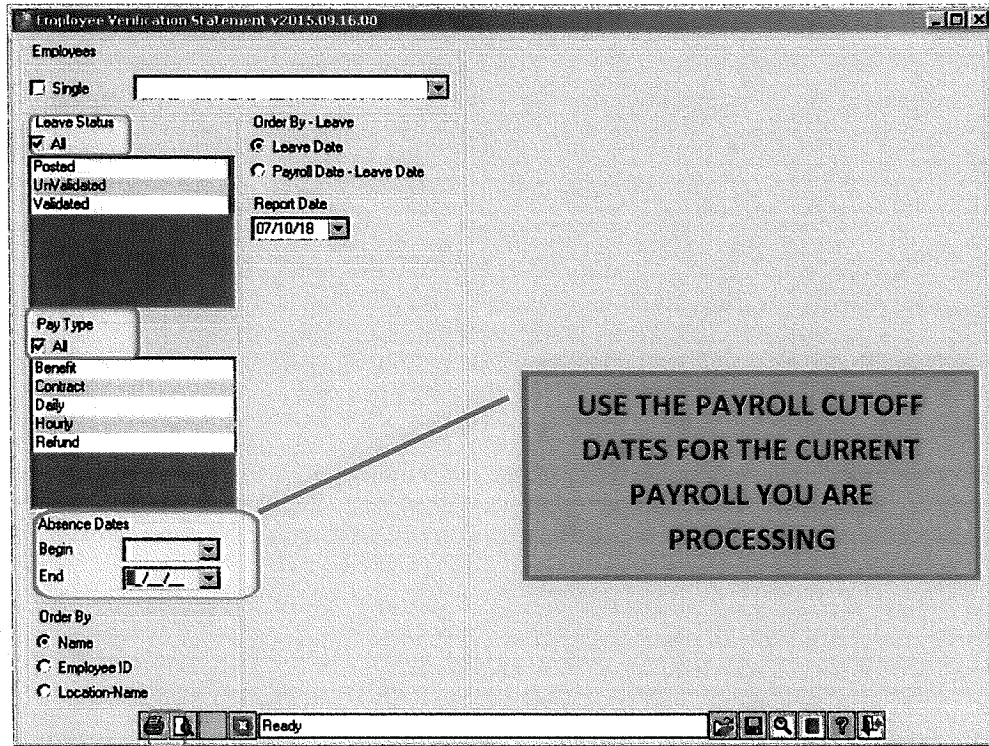 Employee Verification Statement v2015.09.16.00
Employees
Single
Leave Status
All
Posted
UnValidated
Validated
Order By - Leave
Leave Date
Payroll Date - Leave Date
Report Date
07/10/18
Pay Type
All
Benefit
Contract
Daily
Hourly
Refund
USE THE PAYROLL CUTOFF
DATES FOR THE CURRENT
PAYROLL YOU ARE
PROCESSING
Absence Dates
Begin
End
_/__/__
Order By
Name
Employee ID
Location-Name
Ready
?